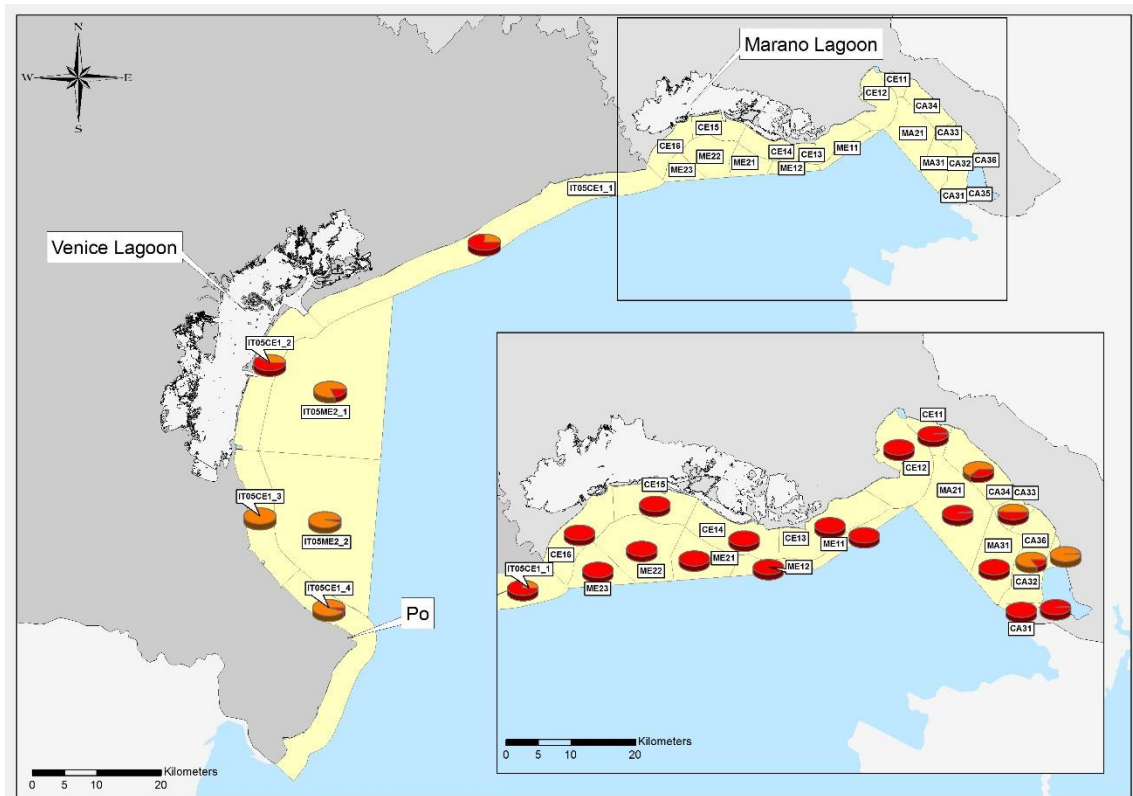 N
W E
S
Marano Lagoon
CE11
CE12
CA34
CE15
MA21
CA33
CE16
ME22
CE14
CE13
ME11
ME23
ME21
ME12
MA31
CA32
CA36
IT05CE1_1
CA31
CA35
Venice Lagoon
IT05CE1_2
IT05ME2_1
IT05CE1_3
IT05ME2_2
IT05CE1_4
Po
CE11
CE12
CE15
MA21
CA34
CA33
CE14
CE13
ME11
CA36
CE16
ME21
MA31
ME22
ME12
IT05CE1_1
ME23
CA32
CA31
Kilometers
0 5 10 20
Kilometers
0 5 10 20